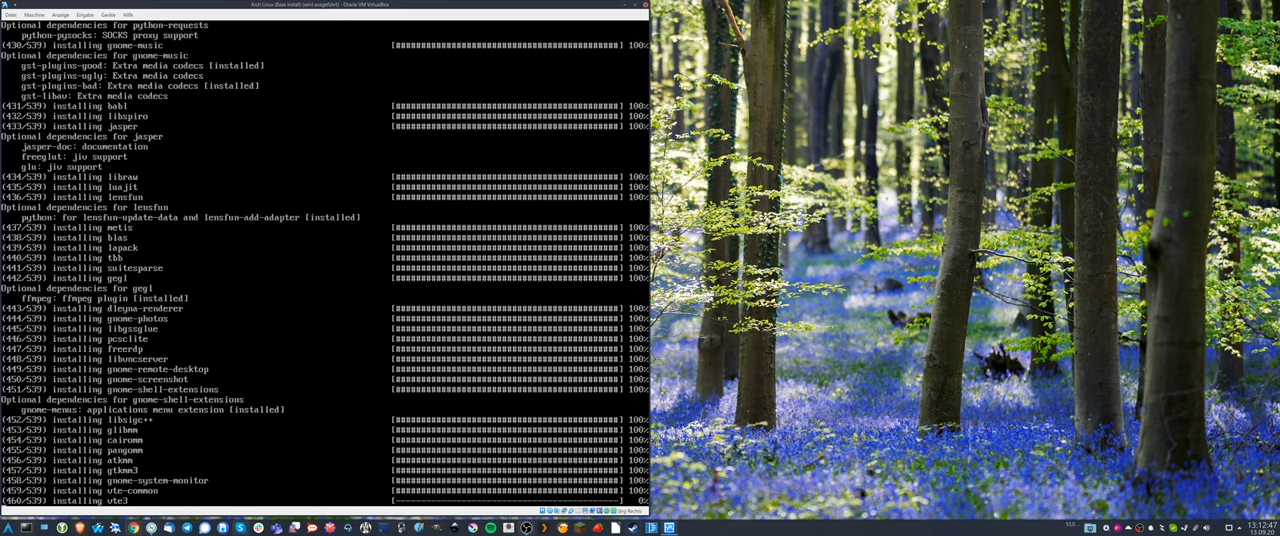 Arch Linux (Base Install) [wird ausgeführt] - Oracle VM VirtualBox
Datei Maschine Anzeige Eingabe Geräte Hilfe
Optional dependencies for python-requests
python-pysocks: SOCKS proxy support
(430/539) installing gnome-music [######################################] 100%
Optional dependencies for gnome-music
gst-plugins-good: Extra media codecs [installed]
gst-plugins-ugly: Extra media codecs
gst-plugins-bad: Extra media codecs [installed]
gst-libav: Extra media codecs
(431/539) installing babl [######################################] 100%
(432/539) installing libspiro [######################################] 100%
(433/539) installing jasper [######################################] 100%
Optional dependencies for jasper
jasper-doc: documentation
freeglut: jiv support
glu: jiv support
(434/539) installing libraw [######################################] 100%
(435/539) installing luajit [######################################] 100%
(436/539) installing lensfun [######################################] 100%
Optional dependencies for lensfun
python: for lensfun-update-data and lensfun-add-adapter [installed]
(437/539) installing metis [######################################] 100%
(438/539) installing blas [######################################] 100%
(439/539) installing lapack [######################################] 100%
(440/539) installing tbb [######################################] 100%
(441/539) installing suitesparse [######################################] 100%
(442/539) installing gegl [######################################] 100%
Optional dependencies for gegl
ffmpeg: ffmpeg plugin [installed]
(443/539) installing dleyna-renderer [######################################] 100%
(444/539) installing gnome-photos [######################################] 100%
(445/539) installing libgssglue [######################################] 100%
(446/539) installing pcsclite [######################################] 100%
(447/539) installing freerdp [######################################] 100%
(448/539) installing libvncserver [######################################] 100%
(449/539) installing gnome-remote-desktop [######################################] 100%
(450/539) installing gnome-screenshot [######################################] 100%
(451/539) installing gnome-shell-extensions [######################################] 100%
Optional dependencies for gnome-shell-extensions
gnome-menus: applications menu extension [installed]
(452/539) installing libsigc++ [######################################] 100%
(453/539) installing glibmm [######################################] 100%
(454/539) installing cairomm [######################################] 100%
(455/539) installing pangomm [######################################] 100%
(456/539) installing atkmm [######################################] 100%
(457/539) installing gtkmm3 [######################################] 100%
(458/539) installing gnome-system-monitor [######################################] 100%
(459/539) installing vte-common [######################################] 100%
(460/539) installing vte3 [--------------------------------------] 0%
Strg Rechts
13:12:47
13.09.20